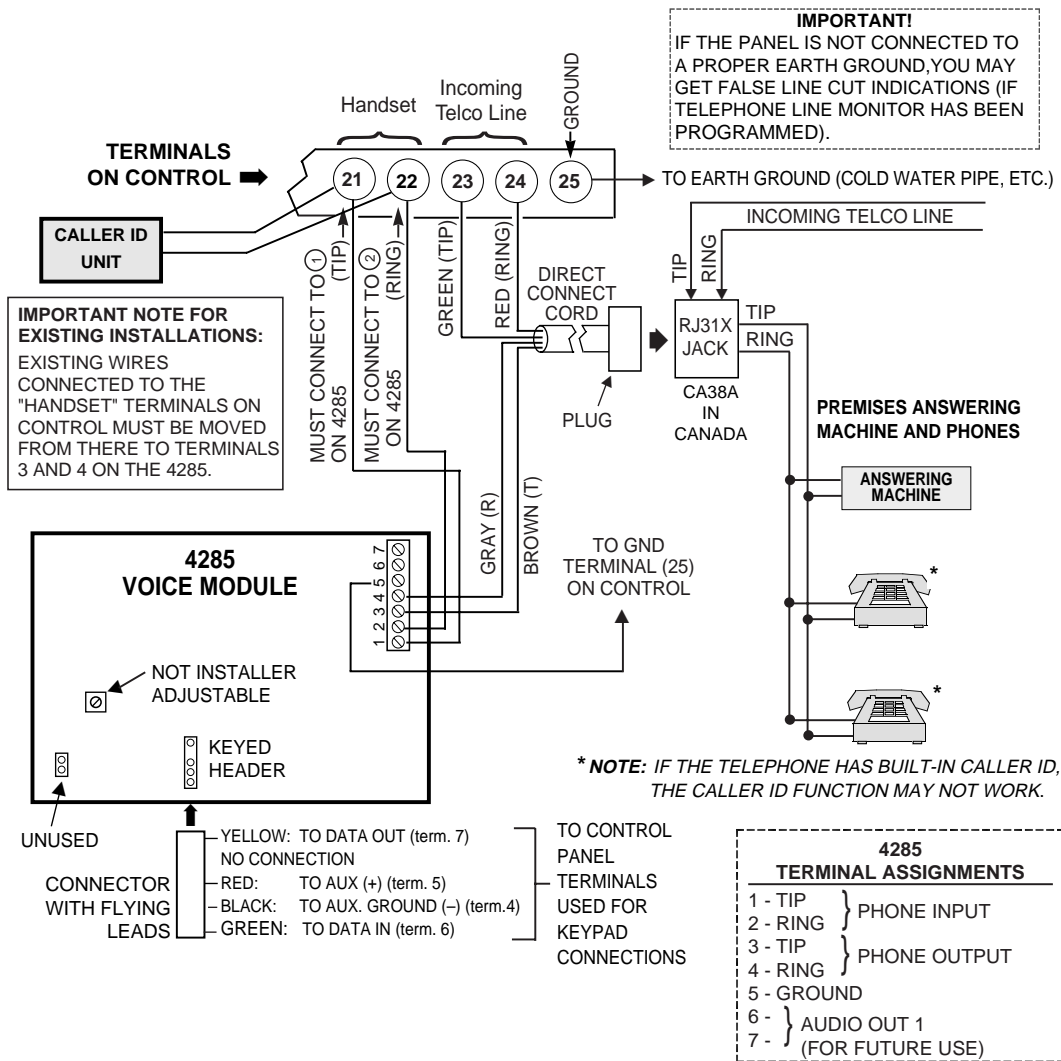 IMPORTANT!
IF THE PANEL IS NOT CONNECTED TO
A PROPER EARTH GROUND,YOU MAY
GET FALSE LINE CUT INDICATIONS (IF
TELEPHONE LINE MONITOR HAS BEEN
PROGRAMMED).
Handset
Incoming
Telco Line
GROUND
TERMINALS
ON CONTROL
21
22
23
24
25
TO EARTH GROUND (COLD WATER PIPE, ETC.)
CALLER ID
UNIT
INCOMING TELCO LINE
TIP
RING
IMPORTANT NOTE FOR
EXISTING INSTALLATIONS:
EXISTING WIRES
CONNECTED TO THE
"HANDSET" TERMINALS ON
CONTROL MUST BE MOVED
FROM THERE TO TERMINALS
3 AND 4 ON THE 4285.
MUST CONNECT TO 1
ON 4285
(TIP)
MUST CONNECT TO 2
ON 4285
(RING)
GREEN (TIP)
RED (RING)
DIRECT
CONNECT
CORD
PLUG
RJ31X
JACK
TIP
RING
CA38A
IN
CANADA
PREMISES ANSWERING
MACHINE AND PHONES
ANSWERING
MACHINE
*
*
GRAY (R)
BROWN (T)
TO GND
TERMINAL (25)
ON CONTROL
4285
VOICE MODULE
1 2 3 4 5 6 7
NOT INSTALLER
ADJUSTABLE
KEYED
HEADER
UNUSED
* NOTE: IF THE TELEPHONE HAS BUILT-IN CALLER ID,
THE CALLER ID FUNCTION MAY NOT WORK.
CONNECTOR
WITH FLYING
LEADS
YELLOW: TO DATA OUT (term. 7)
NO CONNECTION
RED: TO AUX (+) (term. 5)
BLACK: TO AUX. GROUND (–) (term.4)
GREEN: TO DATA IN (term. 6)
TO CONTROL
PANEL
TERMINALS
USED FOR
KEYPAD
CONNECTIONS
4285
TERMINAL ASSIGNMENTS
1 - TIP
2 - RING
PHONE INPUT
3 - TIP
4 - RING
PHONE OUTPUT
5 - GROUND
6 -
7 -
AUDIO OUT 1
(FOR FUTURE USE)